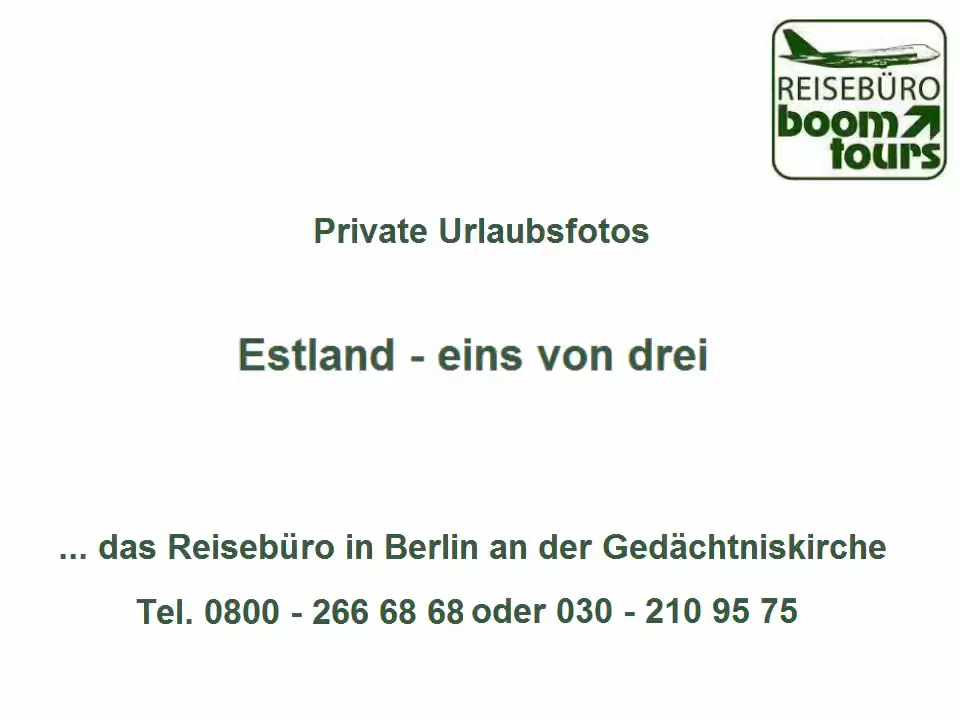 REISEBÜRO
boom
tours
Private Urlaubsfotos
Estland - eins von drei
... das Reisebüro in Berlin an der Gedächtniskirche
Tel. 0800 - 266 68 68 oder 030 - 210 95 75